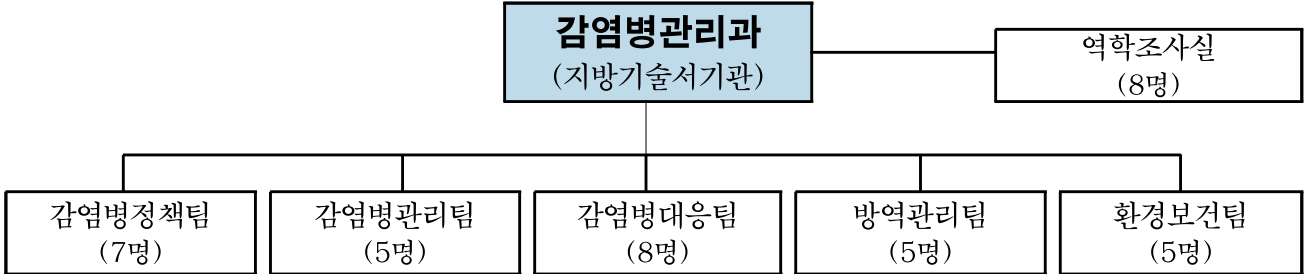 감염병관리과
(지방기술서기관)
역학조사실
(8명)
감염병정책팀
(7명)
감염병관리팀
(5명)
감염병대응팀
(8명)
방역관리팀
(5명)
환경보건팀
(5명)